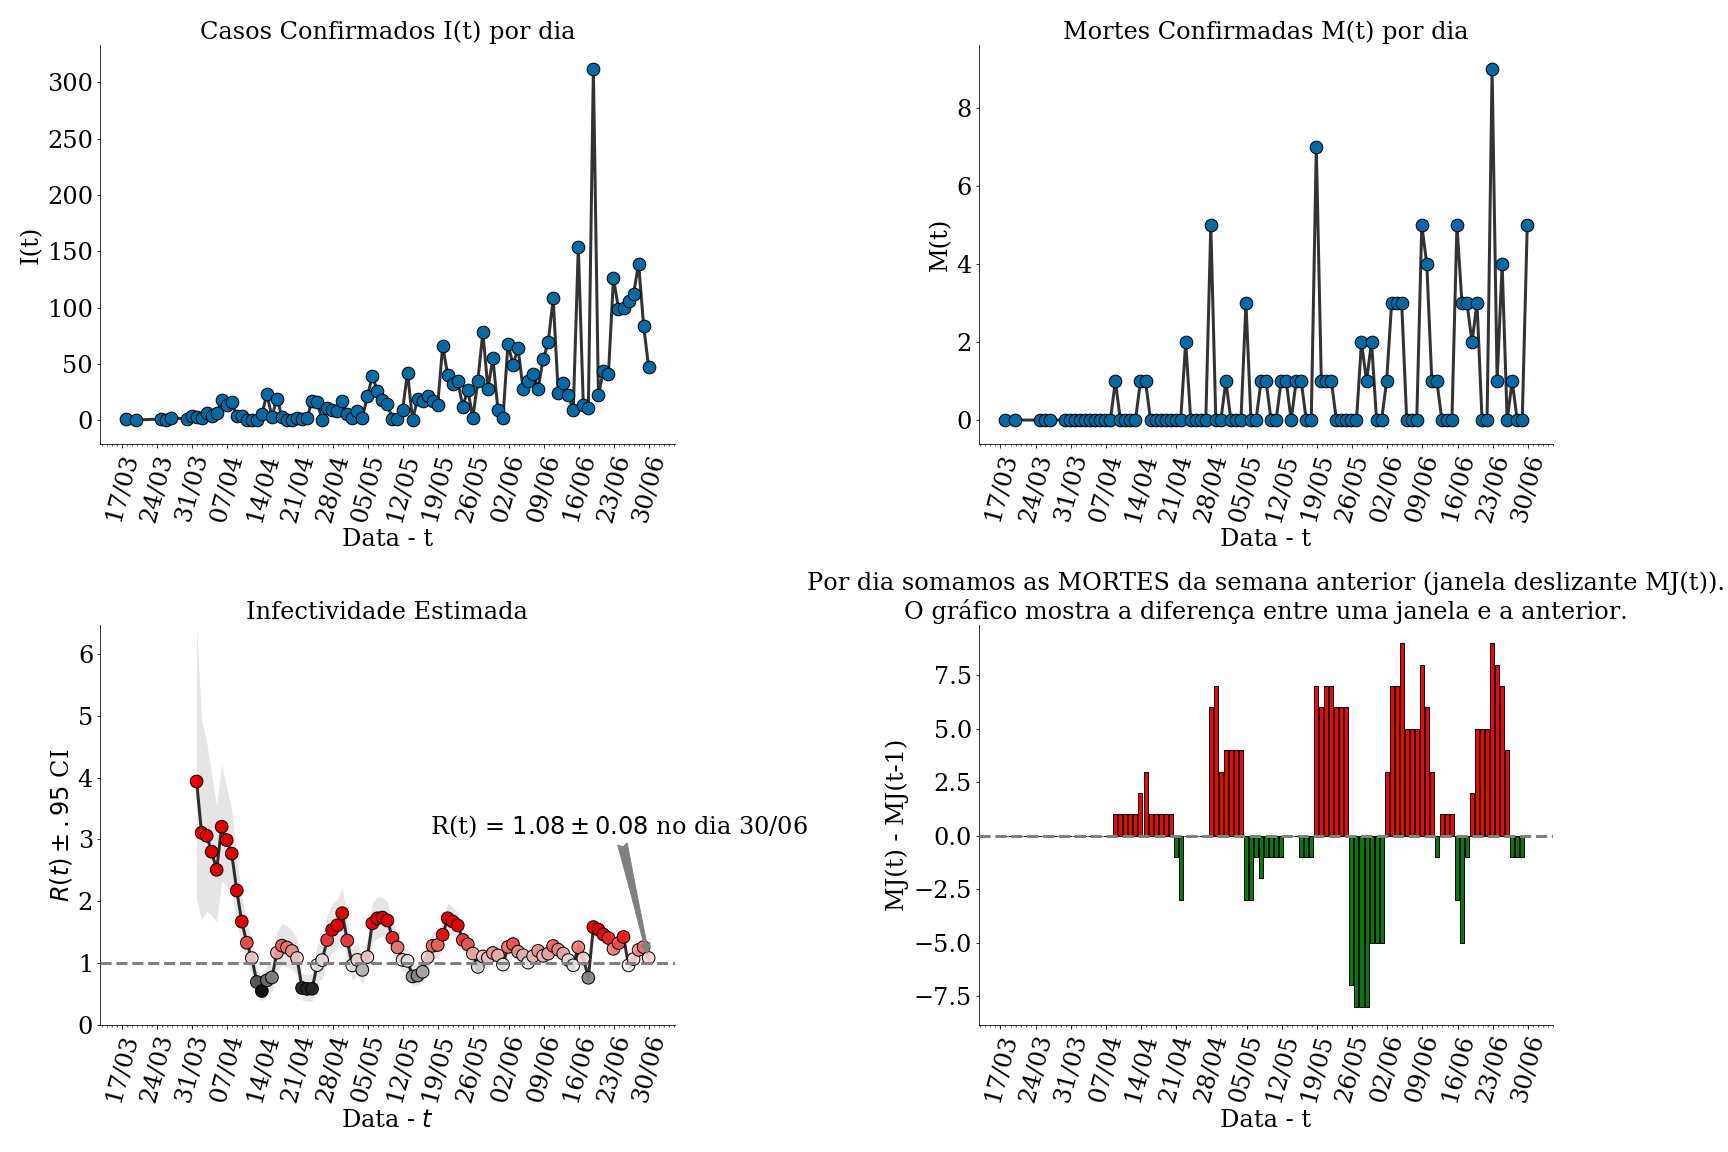 Casos Confirmados I(t) por dia
I(t)
300
250
200
150
100
50
0
17/03 24/03 31/03 07/04 14/04 21/04 28/04 05/05 12/05 19/05 26/05 02/06 09/06 16/06 23/06 30/06
Data - t
Mortes Confirmadas M(t) por dia
M(t)
8
6
4
2
0
17/03 24/03 31/03 07/04 14/04 21/04 28/04 05/05 12/05 19/05 26/05 02/06 09/06 16/06 23/06 30/06
Data - t
Infectividade Estimada
R(t) ± .95 CI
6
5
4
3
2
1
0
R(t) = 1.08 ± 0.08 no dia 30/06
17/03 24/03 31/03 07/04 14/04 21/04 28/04 05/05 12/05 19/05 26/05 02/06 09/06 16/06 23/06 30/06
Data - t
Por dia somamos as MORTES da semana anterior (janela deslizante MJ(t)).
O gráfico mostra a diferença entre uma janela e a anterior.
MJ(t) - MJ(t-1)
7.5
5.0
2.5
0.0
−2.5
−5.0
−7.5
17/03 24/03 31/03 07/04 14/04 21/04 28/04 05/05 12/05 19/05 26/05 02/06 09/06 16/06 23/06 30/06
Data - t